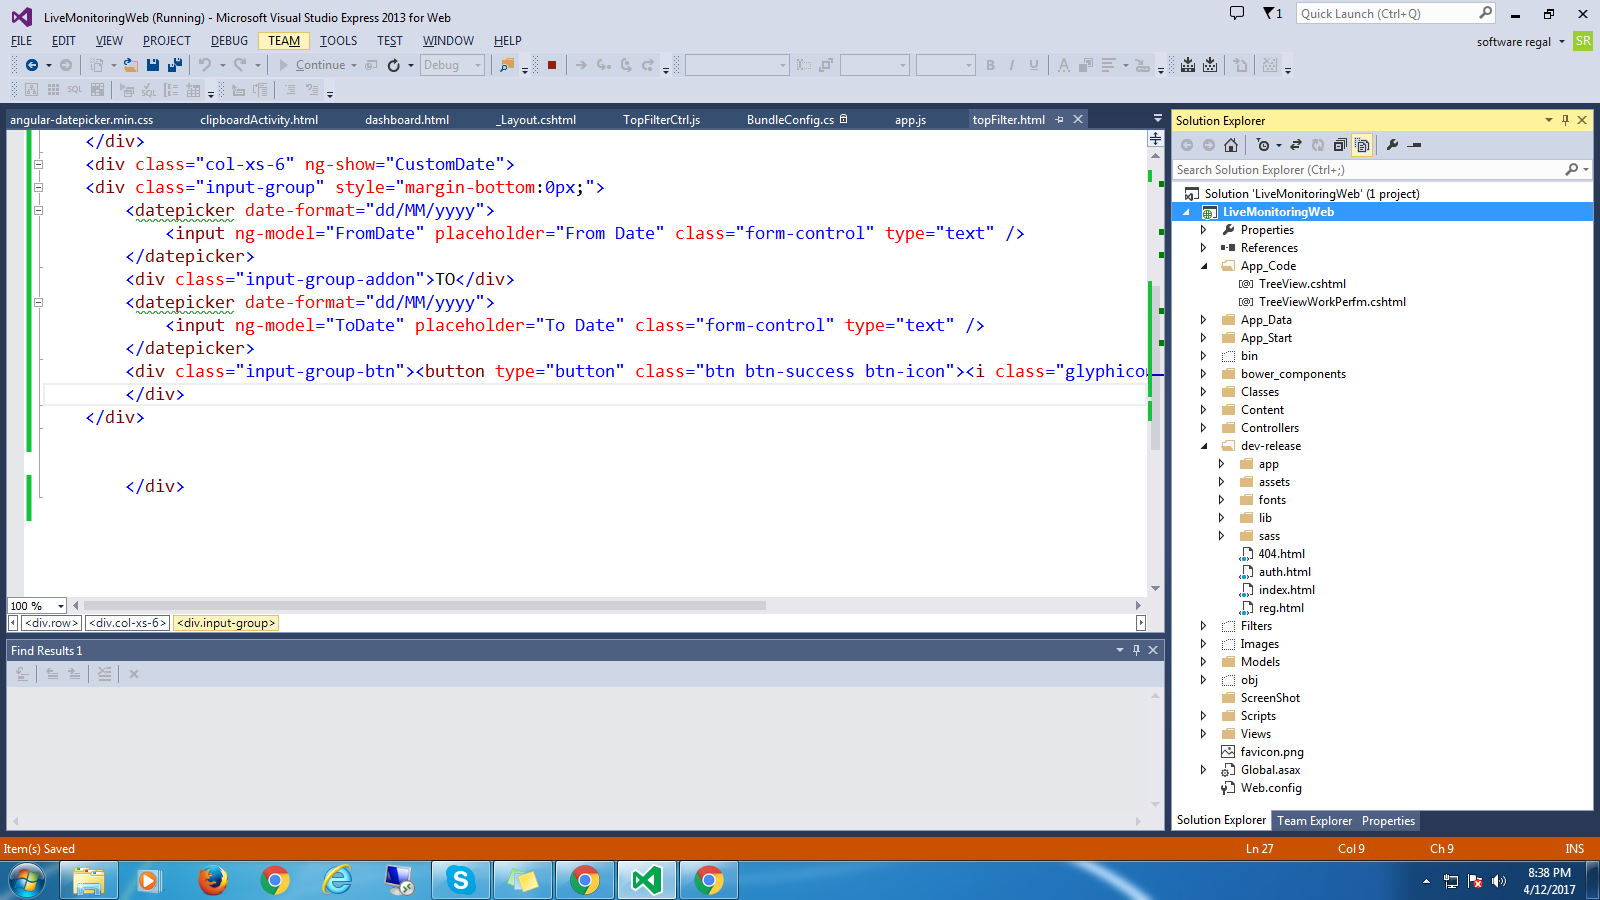 LiveMonitoringWeb (Running) - Microsoft Visual Studio Express 2013 for Web
1
Quick Launch (Ctrl+Q)
FILE EDIT VIEW PROJECT DEBUG TEAM TOOLS TEST WINDOW HELP
software regal SR
Continue Debug
B I U A
SQL SQL
angular-datepicker.min.css clipboardActivity.html dashboard.html _Layout.cshtml TopFilterCtrl.js BundleConfig.cs app.js topFilter.html
</div>
<div class="col-xs-6" ng-show="CustomDate">
<div class="input-group" style="margin-bottom:0px;">
<datepicker date-format="dd/MM/yyyy">
<input ng-model="FromDate" placeholder="From Date" class="form-control" type="text" />
</datepicker>
<div class="input-group-addon">TO</div>
<datepicker date-format="dd/MM/yyyy">
<input ng-model="ToDate" placeholder="To Date" class="form-control" type="text" />
</datepicker>
<div class="input-group-btn"><button type="button" class="btn btn-success btn-icon"><i class="glyphico
</div>
</div>
</div>
100 %
<div.row> <div.col-xs-6> <div.input-group>
Find Results 1
Solution Explorer
Search Solution Explorer (Ctrl+;)
Solution 'LiveMonitoringWeb' (1 project)
LiveMonitoringWeb
Properties
References
App_Code
TreeView.cshtml
TreeViewWorkPerfm.cshtml
App_Data
App_Start
bin
bower_components
Classes
Content
Controllers
dev-release
app
assets
fonts
lib
sass
404.html
auth.html
index.html
reg.html
Filters
Images
Models
obj
ScreenShot
Scripts
Views
favicon.png
Global.asax
Web.config
Solution Explorer Team Explorer Properties
Item(s) Saved Ln 27 Col 9 Ch 9 INS
8:38 PM
4/12/2017